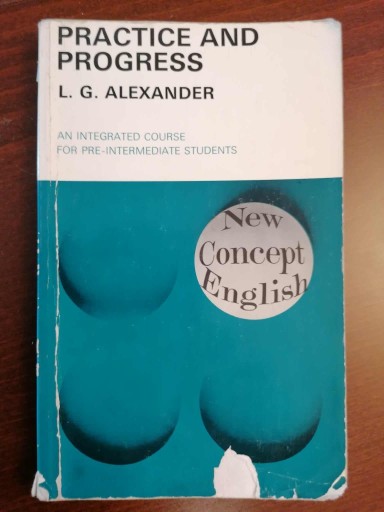 PRACTICE AND
PROGRESS
L. G. ALEXANDER
AN INTEGRATED COURSE
FOR PRE-INTERMEDIATE STUDENTS
New
Concept
English